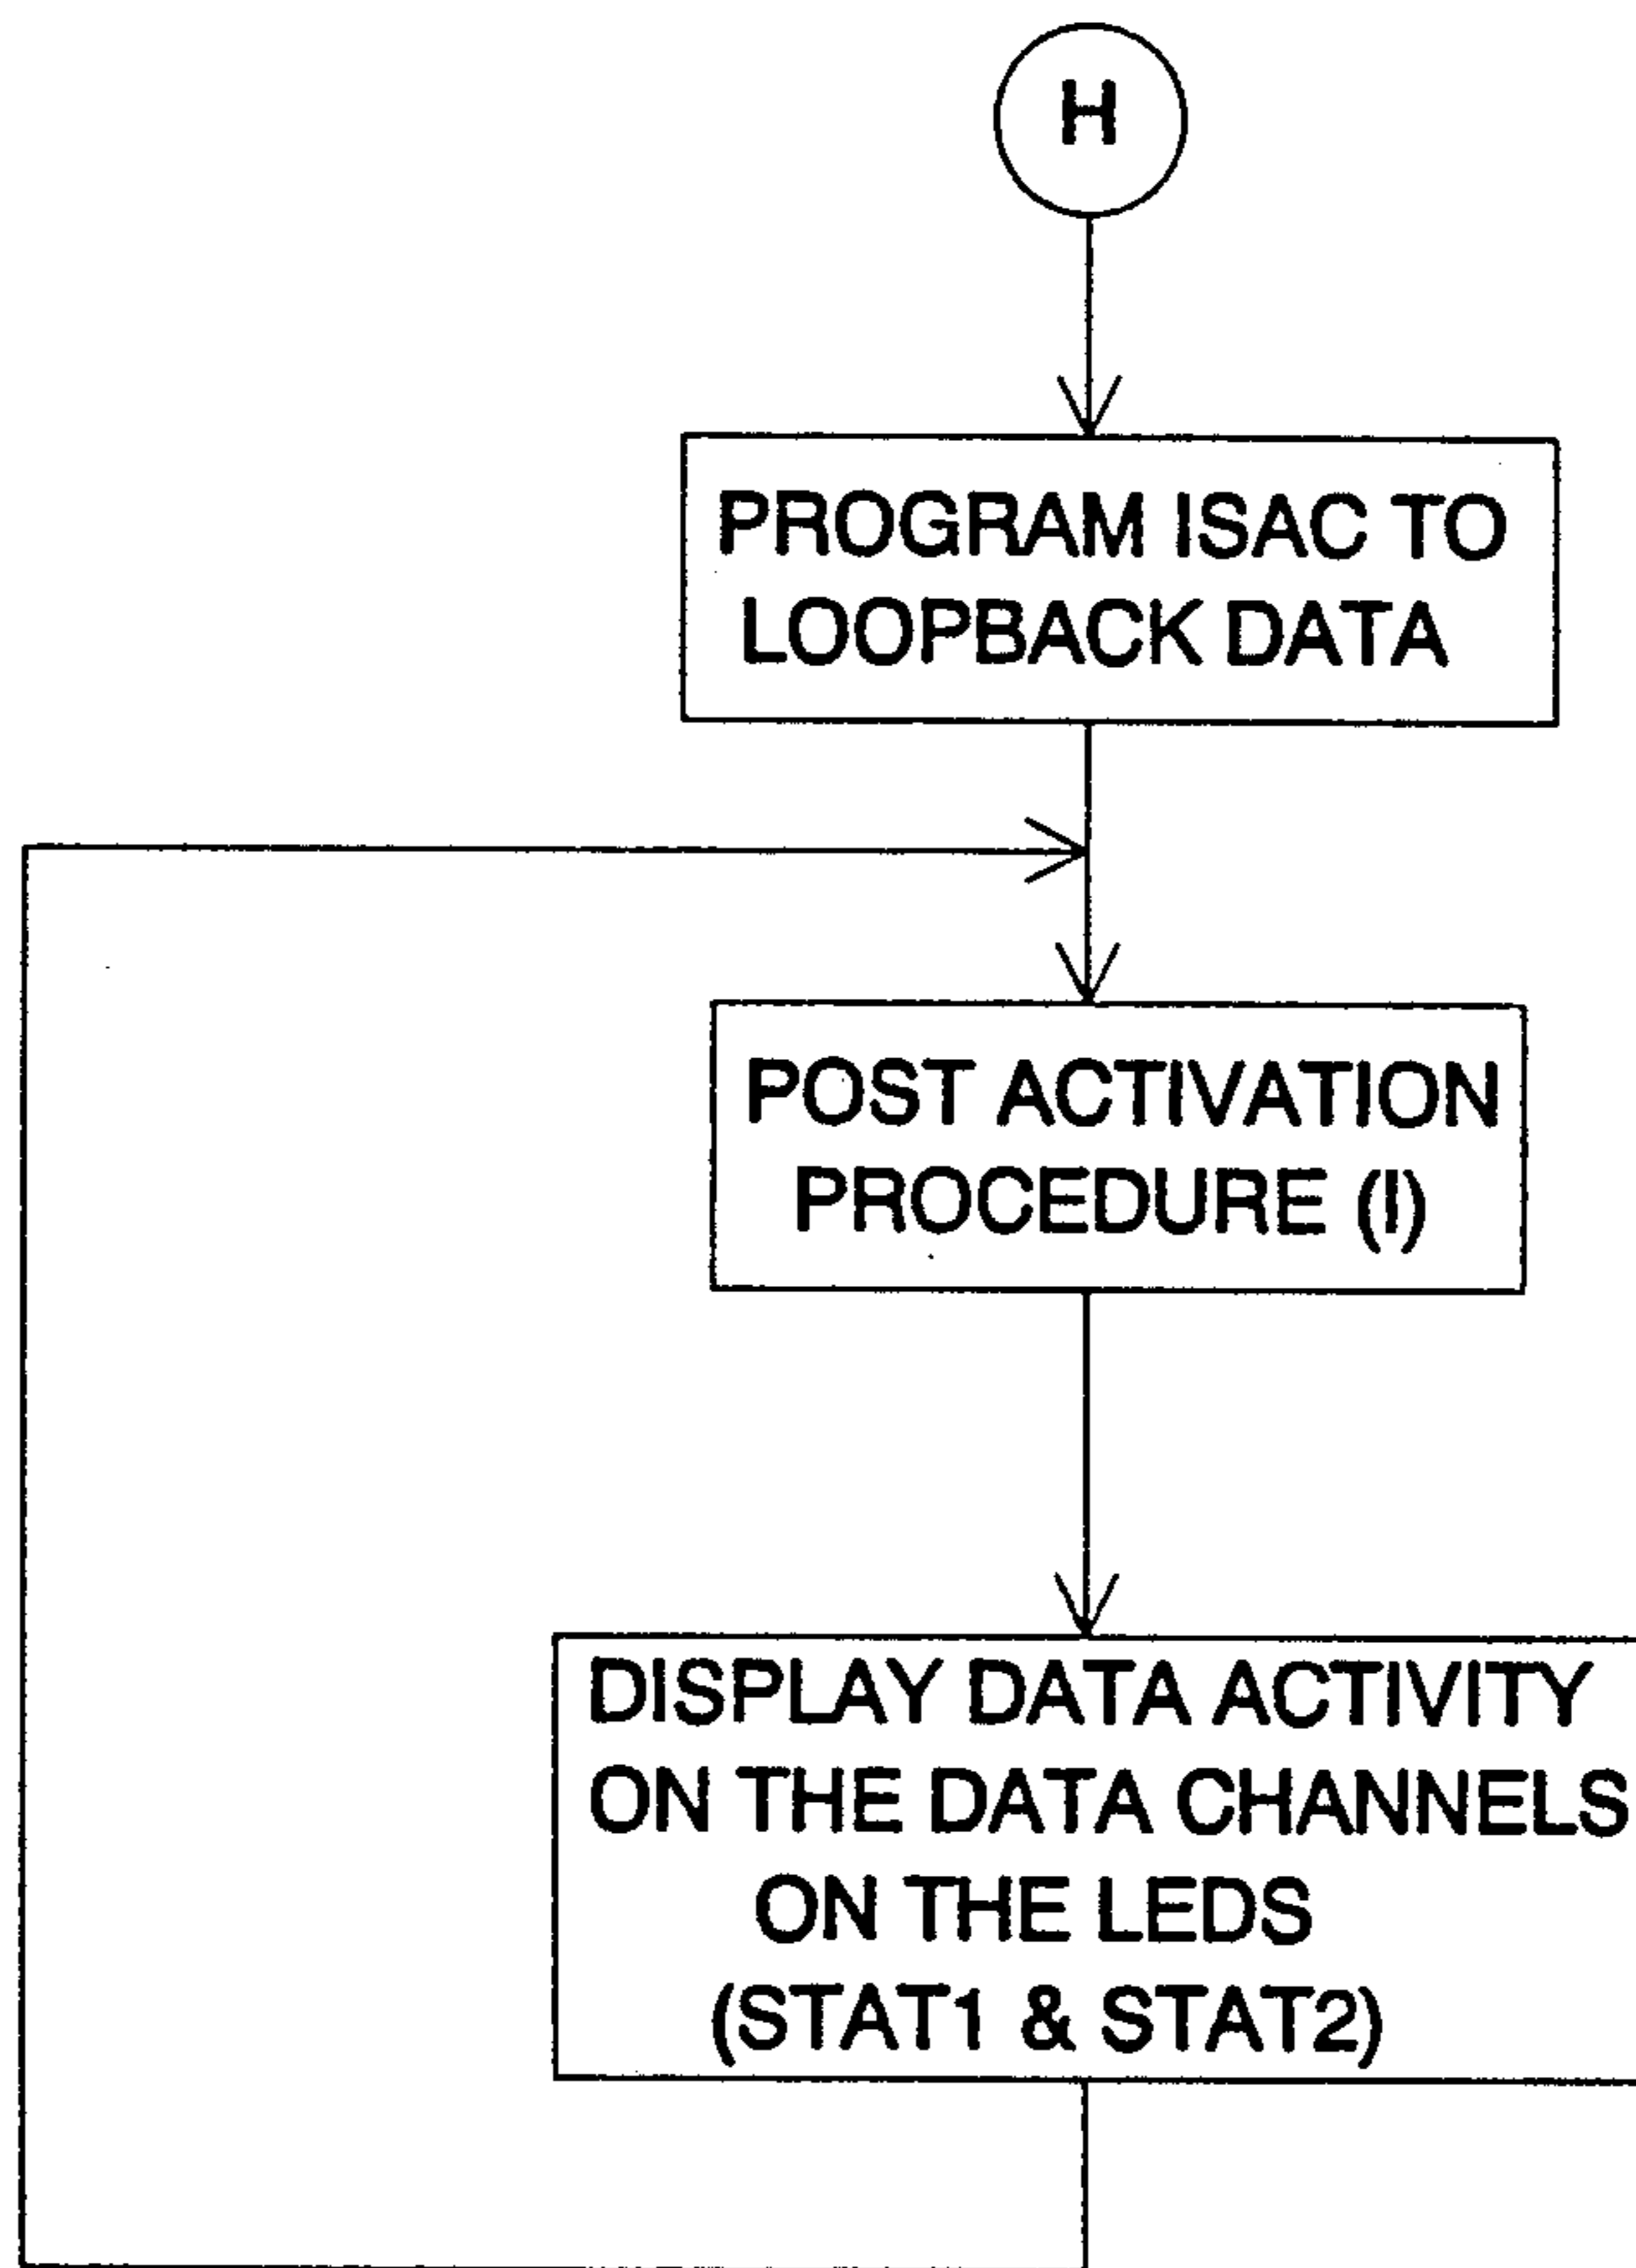 H
PROGRAM ISAC TO
LOOPBACK DATA
POST ACTIVATION
PROCEDURE (I)
DISPLAY DATA ACTIVITY
ON THE DATA CHANNELS
ON THE LEDS
(STAT1 & STAT2)